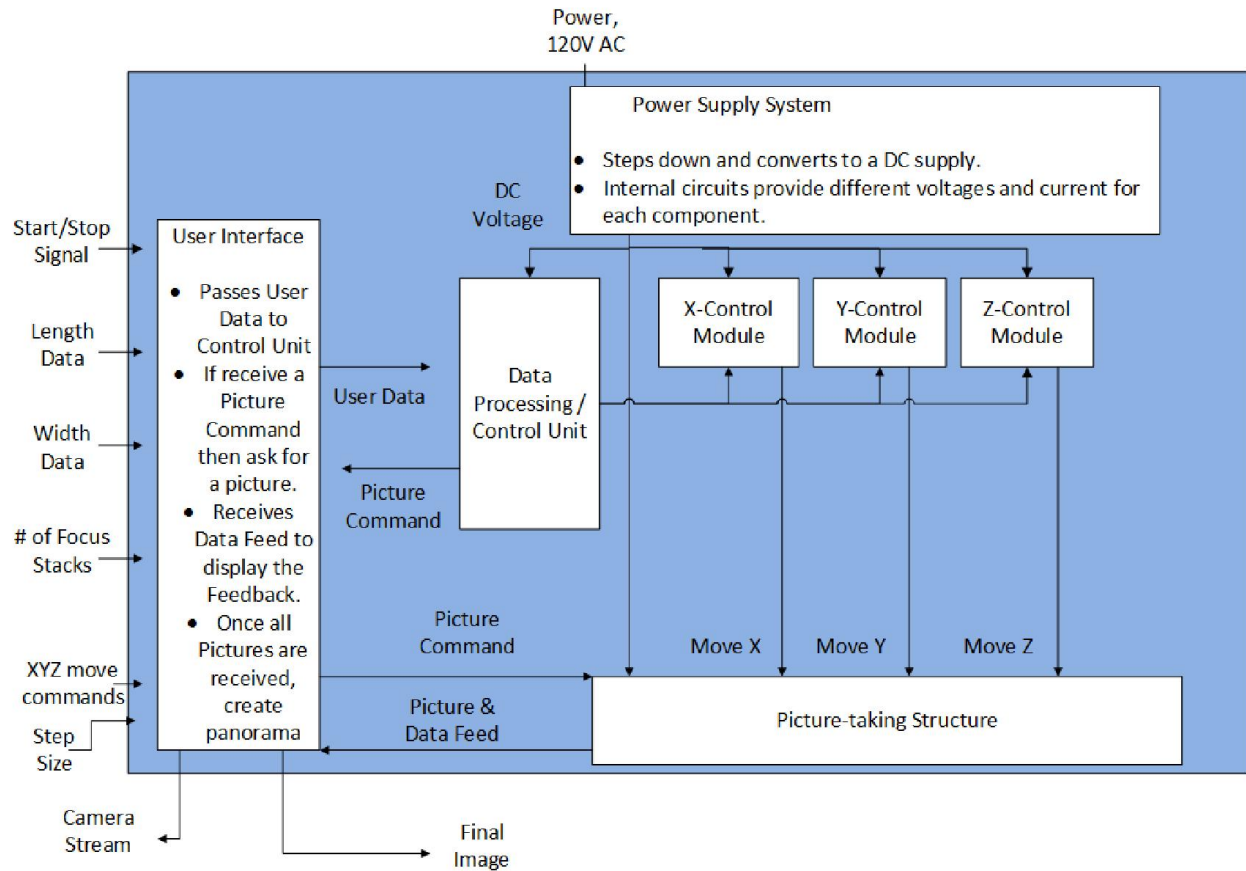 Power,
120V AC
Power Supply System
● Steps down and converts to a DC supply.
● Internal circuits provide different voltages and current for
each component.
DC
Voltage
Start/Stop
Signal
Length
Data
Width
Data
# of Focus
Stacks
XYZ move
commands
Step
Size
User Interface
● Passes User
Data to
Control Unit
● If receive a
Picture
Command
then ask for
a picture.
● Receives
Data Feed to
display the
Feedback.
● Once all
Pictures are
received,
create
panorama
User Data
Picture
Command
Data
Processing /
Control Unit
X-Control
Module
Y-Control
Module
Z-Control
Module
Picture
Command
Move X
Move Y
Move Z
Picture &
Data Feed
Picture-taking Structure
Camera
Stream
Final
Image